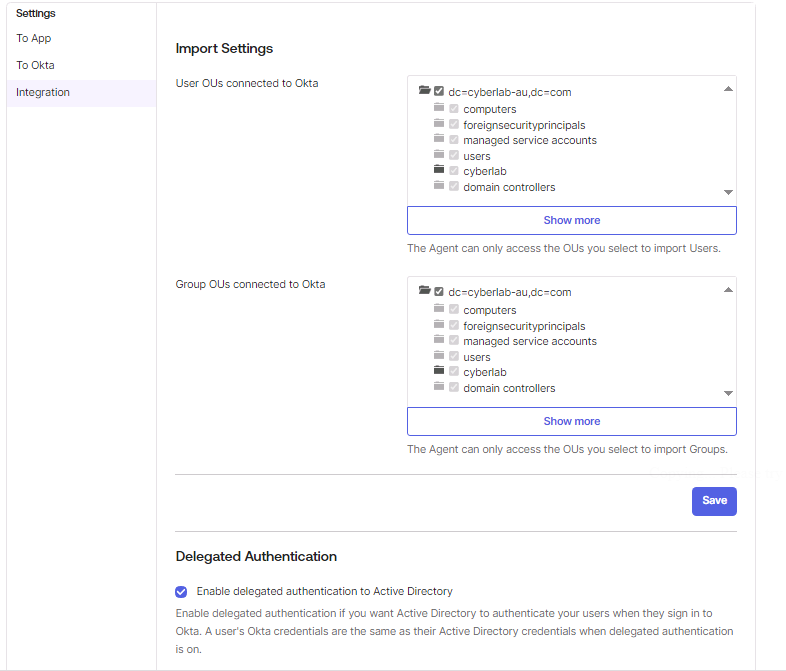 Settings
To App
To Okta
Integration
Import Settings
User OUs connected to Okta
dc=cyberlab-au,dc=com
computers
foreignsecurityprincipals
managed service accounts
users
cyberlab
domain controllers
Show more
The Agent can only access the OUs you select to import Users.
Group OUs connected to Okta
dc=cyberlab-au,dc=com
computers
foreignsecurityprincipals
managed service accounts
users
cyberlab
domain controllers
Show more
The Agent can only access the OUs you select to import Groups.
Save
Delegated Authentication
Enable delegated authentication to Active Directory
Enable delegated authentication if you want Active Directory to authenticate your users when they sign in to
Okta. A user's Okta credentials are the same as their Active Directory credentials when delegated authentication
is on.